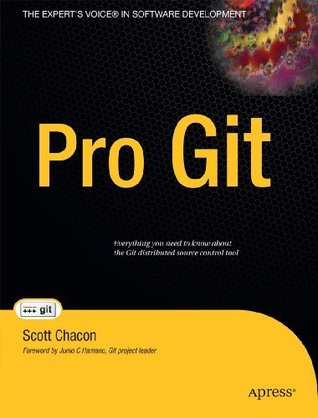 THE EXPERT'S VOICE® IN SOFTWARE DEVELOPMENT
Pro Git
Everything you need to know about
the Git distributed source control tool
git
Scott Chacon
Foreword by Junio C Hamano, Git project leader
Apress®